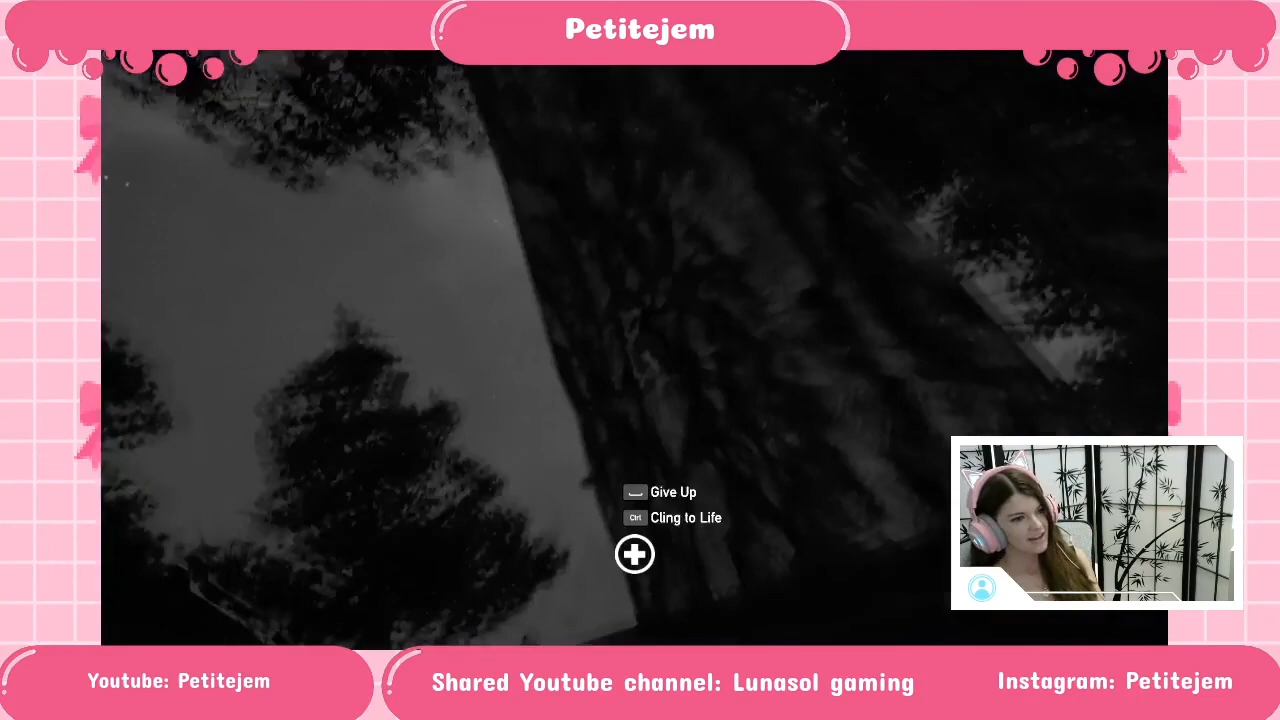 Petitejem
Give Up
Ctrl Cling to Life
Youtube: Petitejem
Shared Youtube channel: Lunasol gaming
Instagram: Petitejem